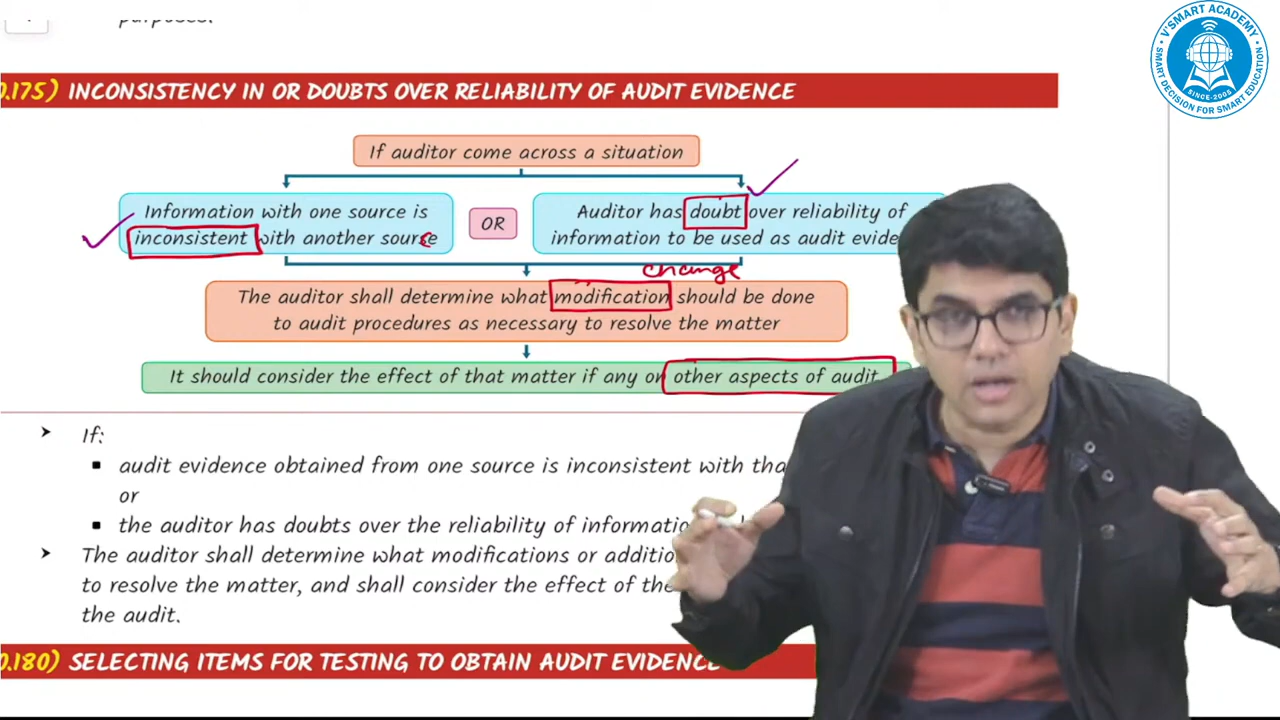 purposes.
0.175) INCONSISTENCY IN OR DOUBTS OVER RELIABILITY OF AUDIT EVIDENCE
V'SMART ACADEMY
SINCE-2005
SMART DECISION FOR SMART EDUCATION
If auditor come across a situation
Information with one source is
inconsistent with another sourse
c
OR
Auditor has doubt over reliability of
information to be used as audit evide
change
The auditor shall determine what modification should be done
to audit procedures as necessary to resolve the matter
It should consider the effect of that matter if any on other aspects of audit
➤ If:
▪ audit evidence obtained from one source is inconsistent with tha
or
▪ the auditor has doubts over the reliability of informatio
➤ The auditor shall determine what modifications or additio
to resolve the matter, and shall consider the effect of the
the audit.
0.180) SELECTING ITEMS FOR TESTING TO OBTAIN AUDIT EVIDENCE